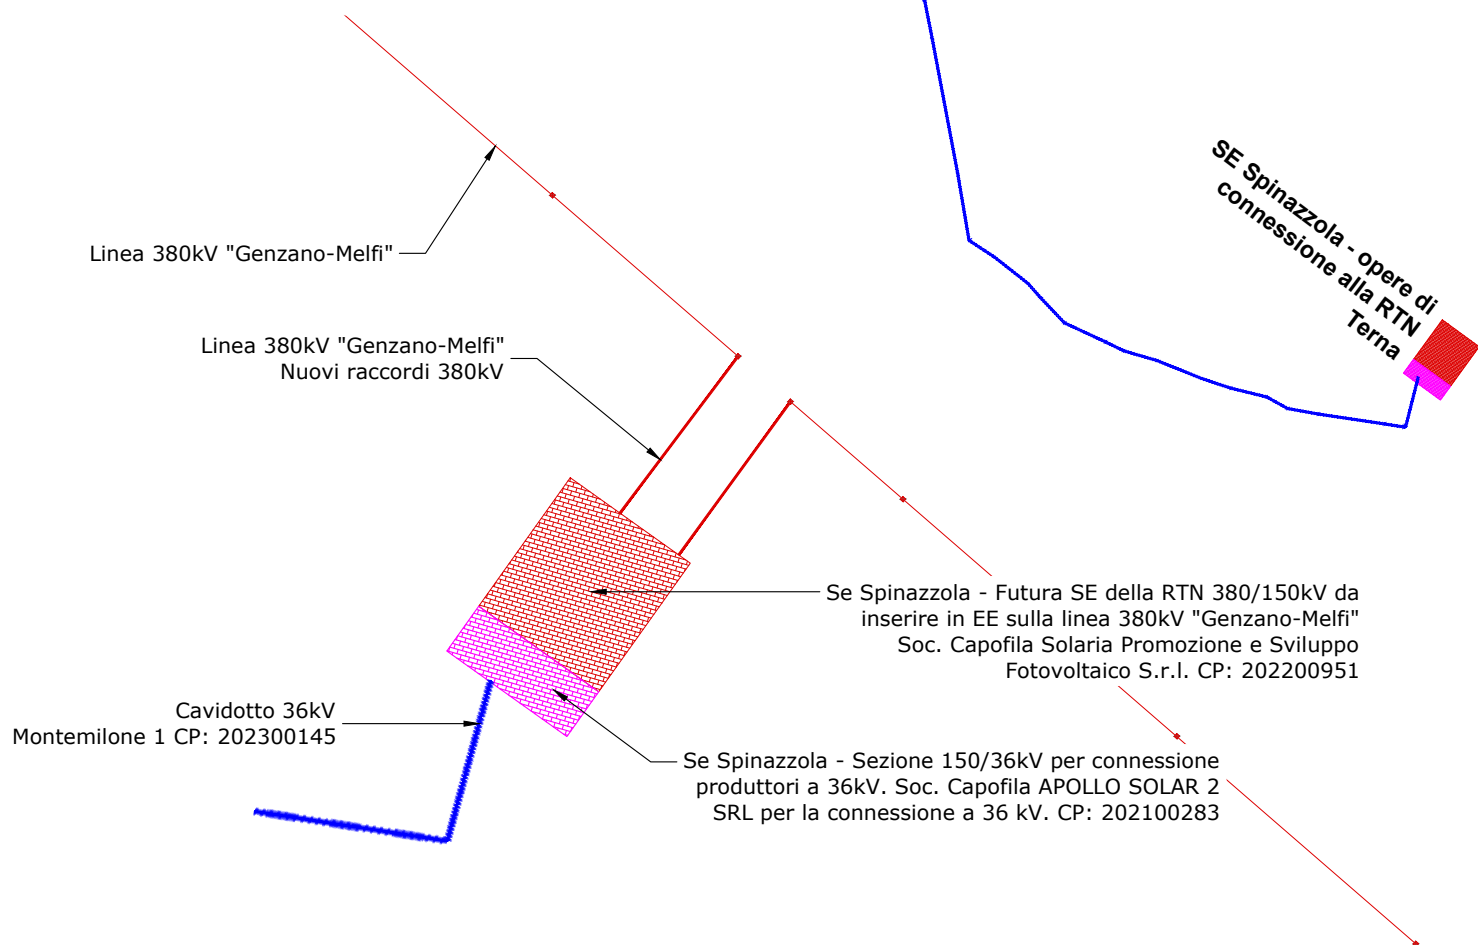 SE Spinazzola - opere di
connessione alla RTN
Terna
Linea 380kV "Genzano-Melfi"
Linea 380kV "Genzano-Melfi"
Nuovi raccordi 380kV
Se Spinazzola - Futura SE della RTN 380/150kV da
inserire in EE sulla linea 380kV "Genzano-Melfi"
Soc. Capofila Solaria Promozione e Sviluppo
Fotovoltaico S.r.l. CP: 202200951
Cavidotto 36kV
Montemilone 1 CP: 202300145
Se Spinazzola - Sezione 150/36kV per connessione
produttori a 36kV. Soc. Capofila APOLLO SOLAR 2
SRL per la connessione a 36 kV. CP: 202100283